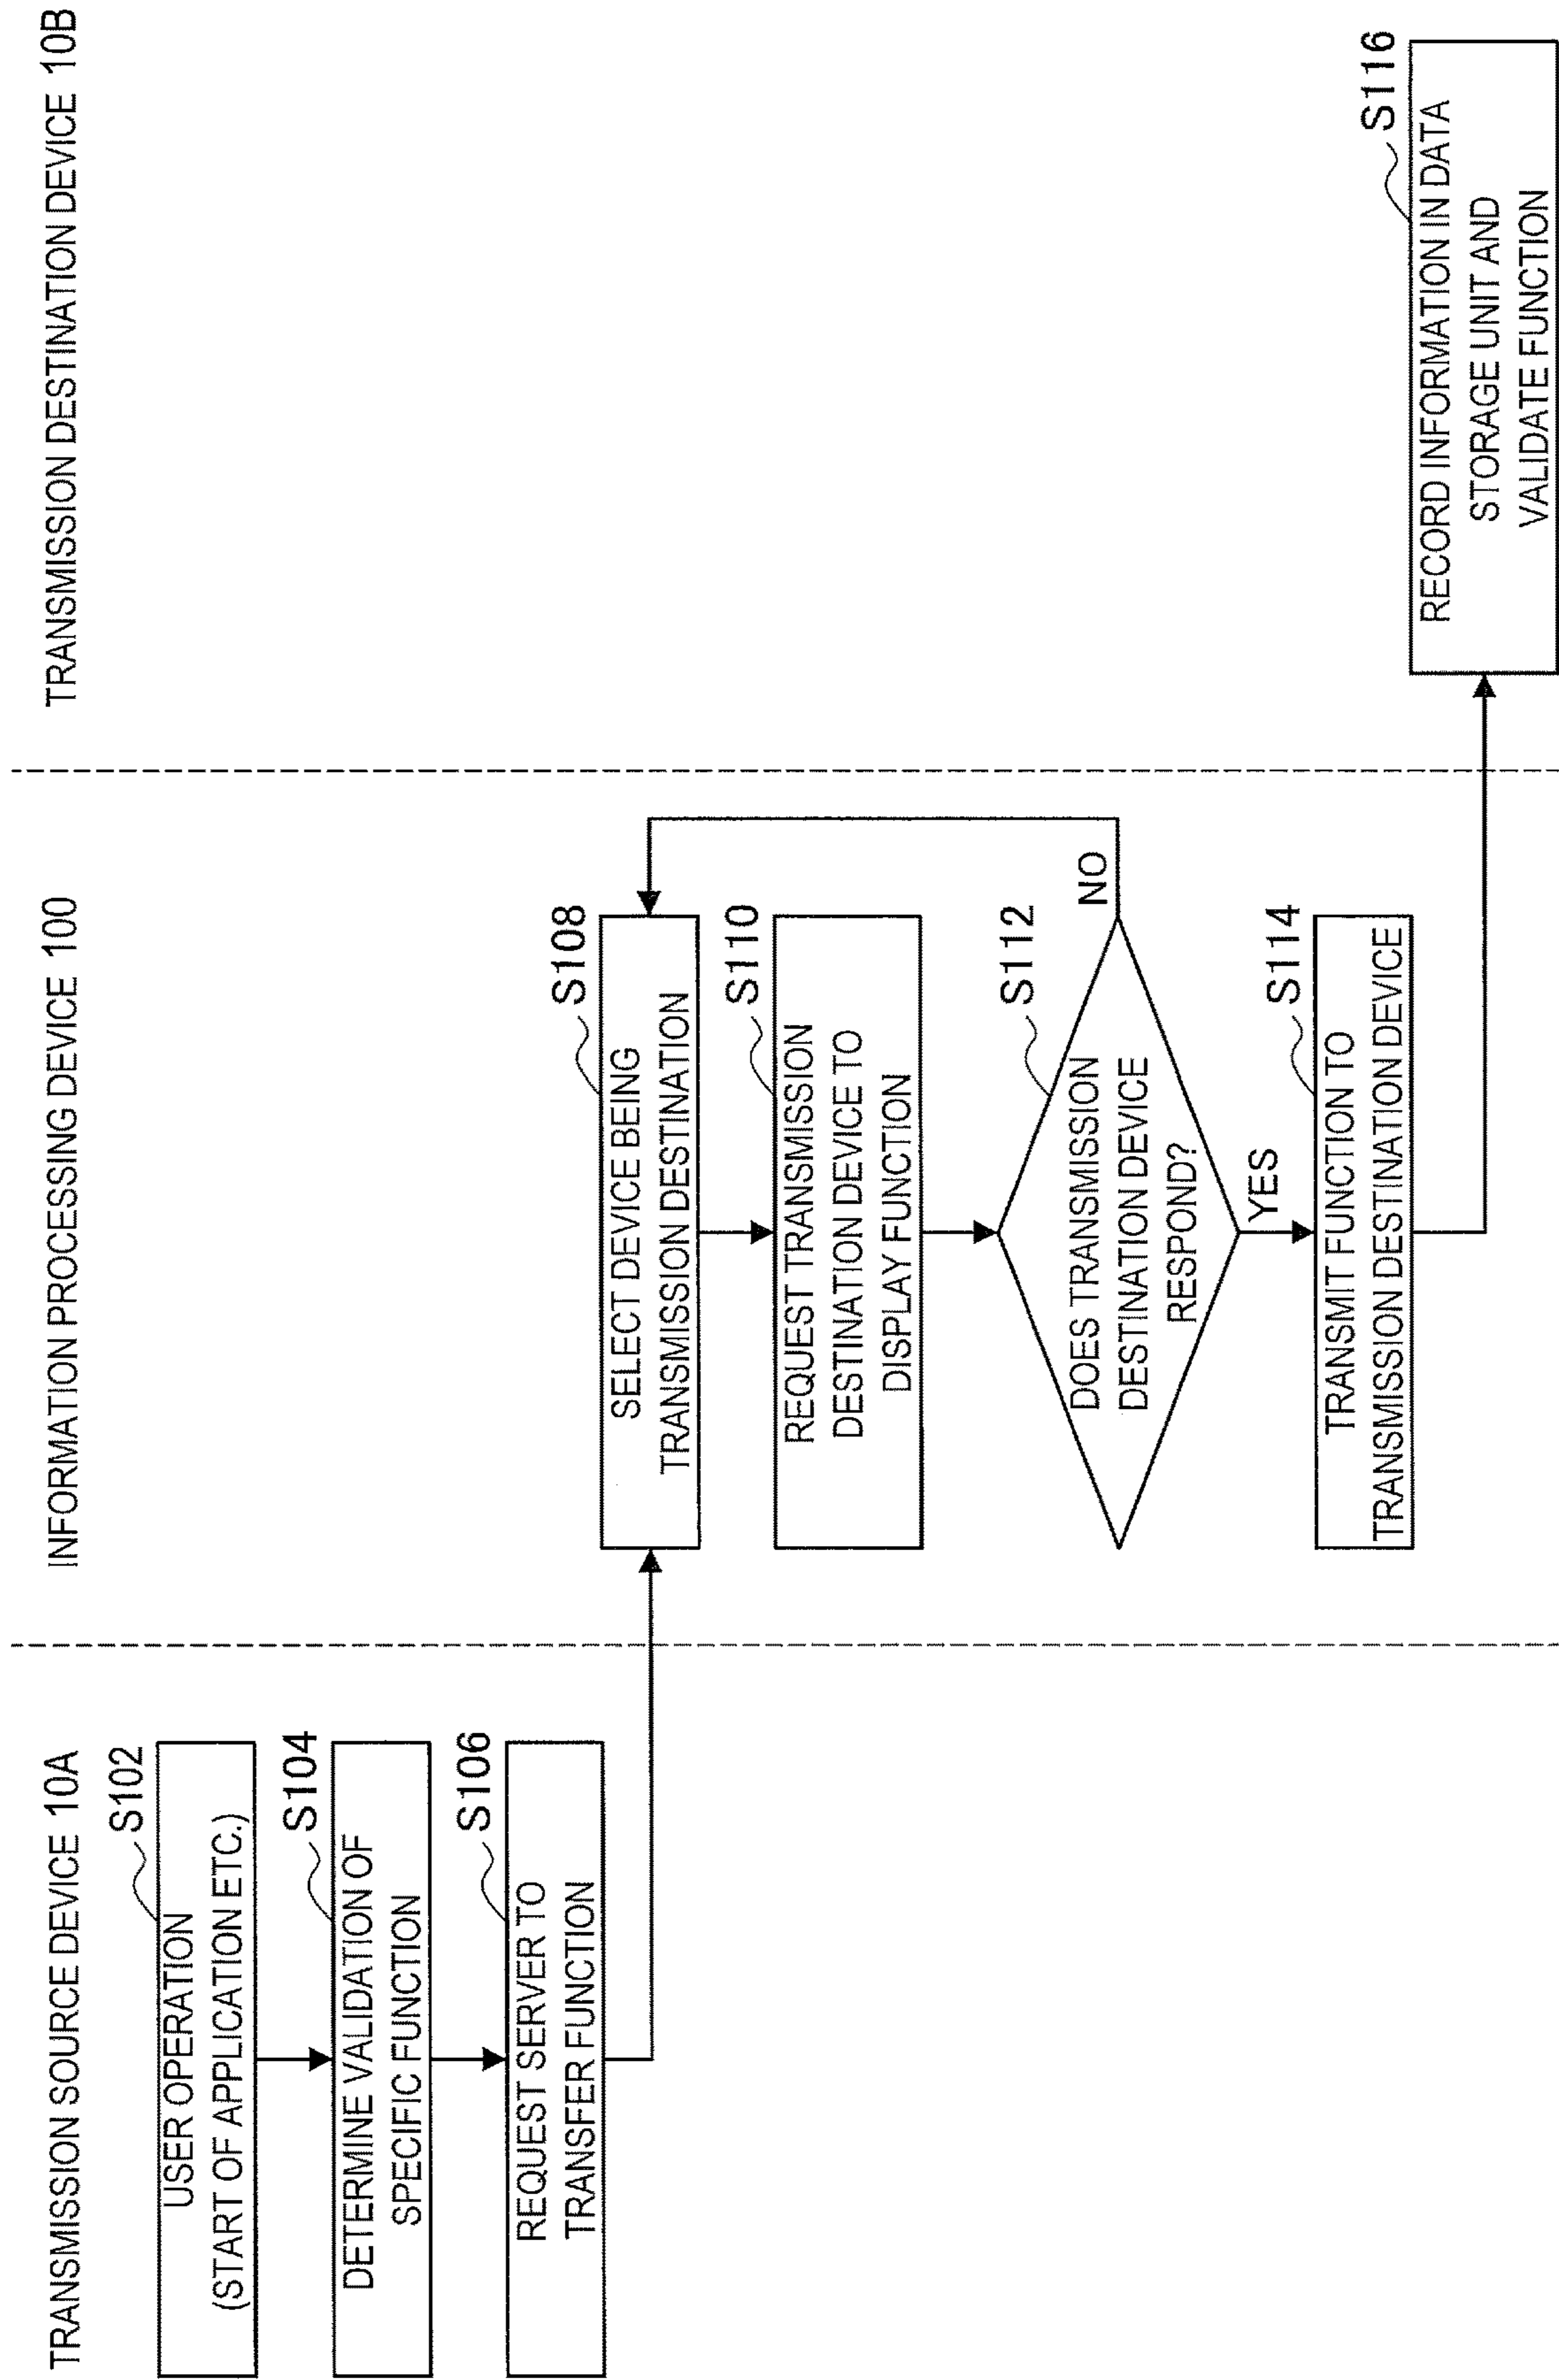 TRANSMISSION SOURCE DEVICE 10A
INFORMATION PROCESSING DEVICE 100
TRANSMISSION DESTINATION DEVICE 10B
S102
USER OPERATION
(START OF APPLICATION ETC.)
S104
DETERMINE VALIDATION OF
SPECIFIC FUNCTION
S106
REQUEST SERVER TO
TRANSFER FUNCTION
S108
SELECT DEVICE BEING
TRANSMISSION DESTINATION
S110
REQUEST TRANSMISSION
DESTINATION DEVICE TO
DISPLAY FUNCTION
S112
DOES TRANSMISSION
DESTINATION DEVICE
RESPOND?
NO
YES
S114
TRANSMIT FUNCTION TO
TRANSMISSION DESTINATION DEVICE
S116
RECORD INFORMATION IN DATA
STORAGE UNIT AND
VALIDATE FUNCTION